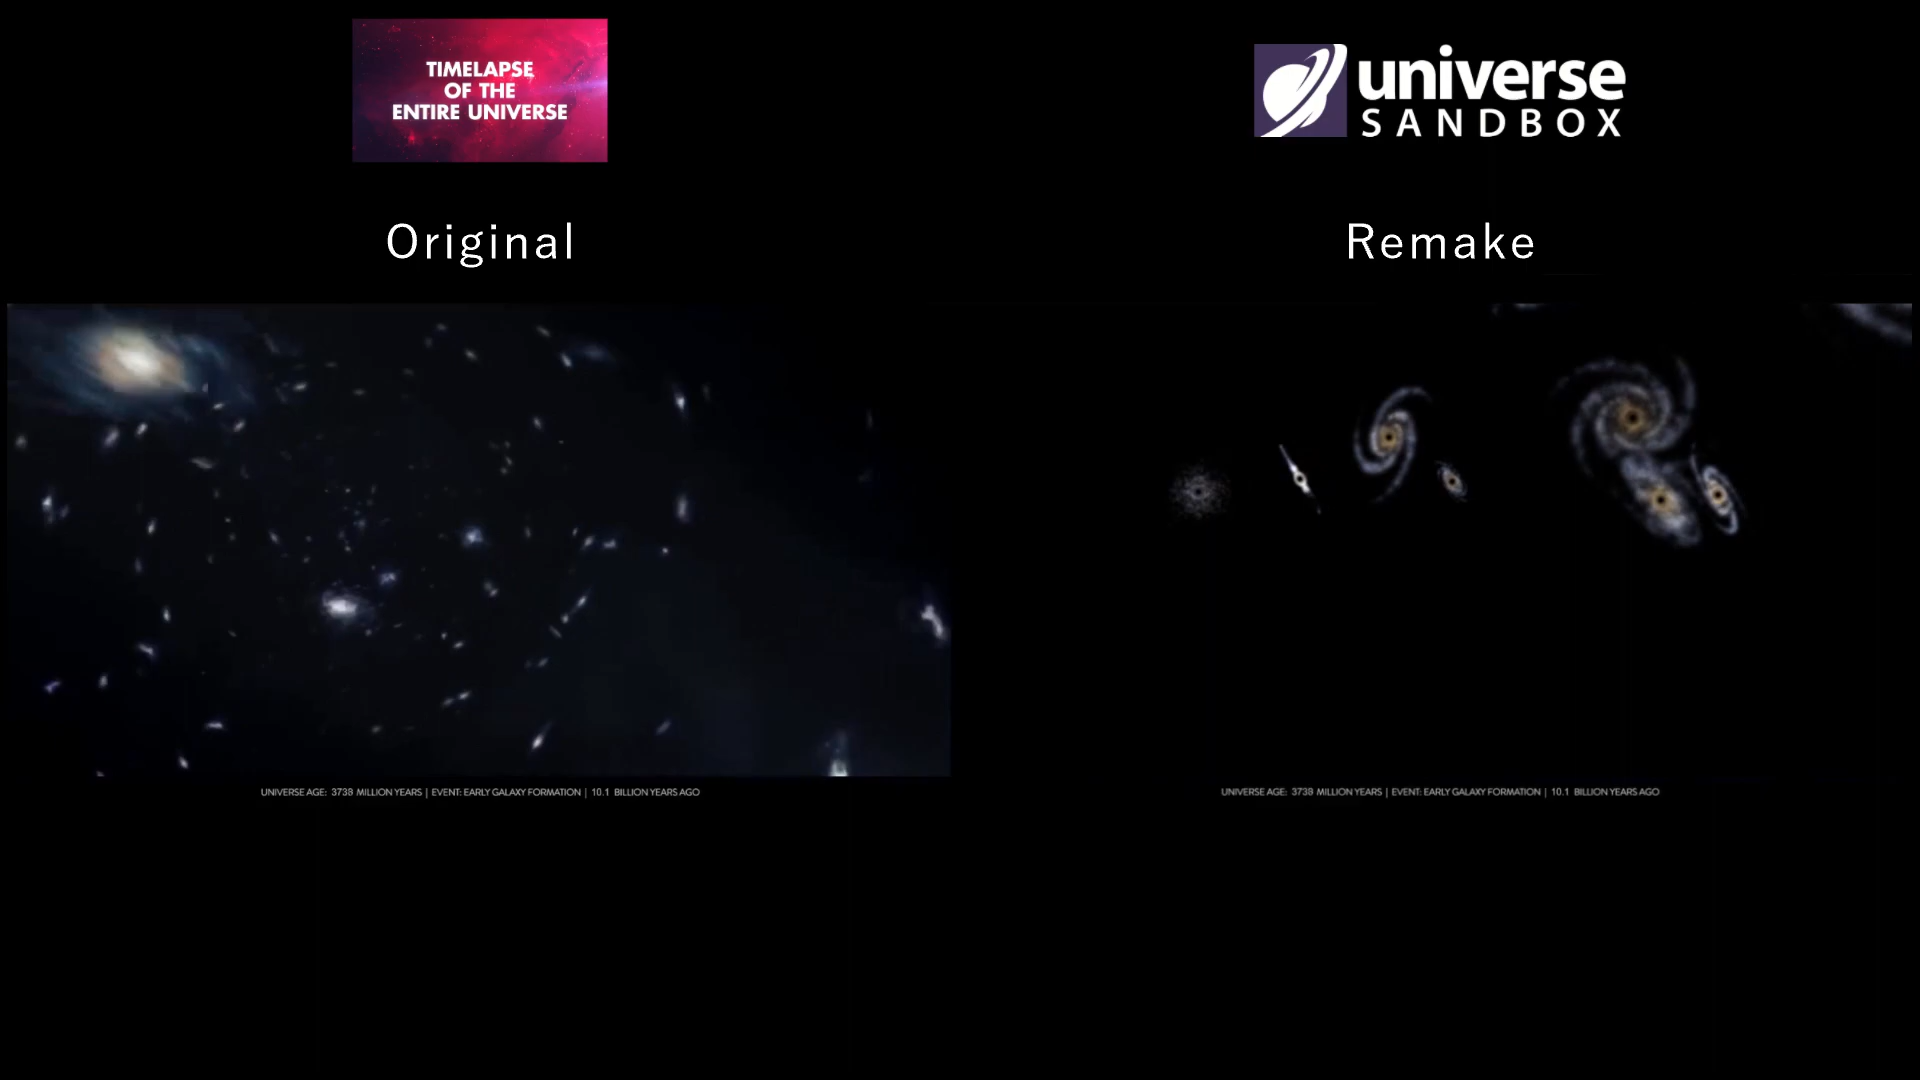 TIMELAPSE
OF THE
ENTIRE UNIVERSE
universe
SANDBOX
Original
Remake
UNIVERSE AGE: 3738 MILLION YEARS | EVENT: EARLY GALAXY FORMATION | 10.1 BILLION YEARS AGO
UNIVERSE AGE: 3738 MILLION YEARS | EVENT: EARLY GALAXY FORMATION | 10.1 BILLION YEARS AGO